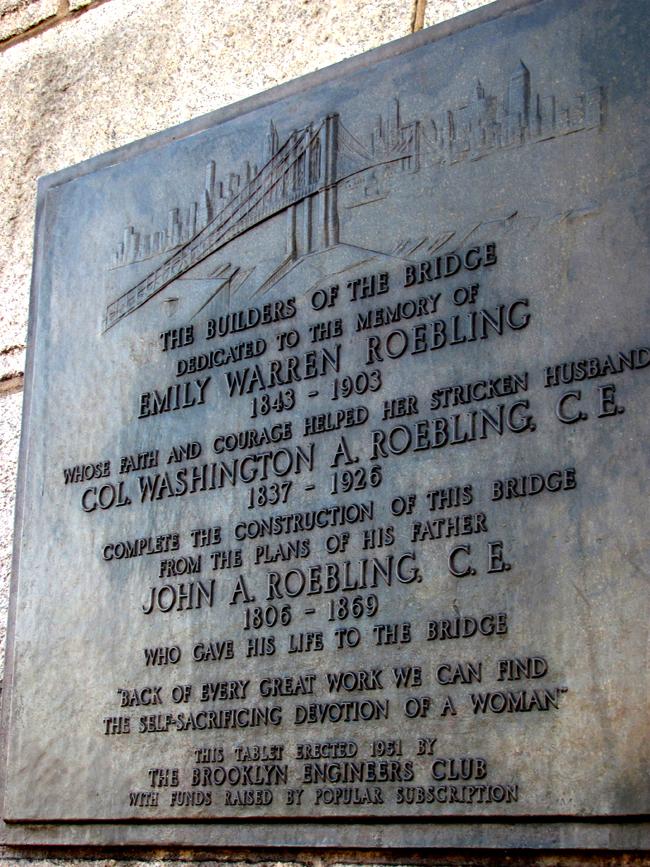 THE BUILDERS OF THE BRIDGE
DEDICATED TO THE MEMORY OF
EMILY WARREN ROEBLING
1843 - 1903
WHOSE FAITH AND COURAGE HELPED HER STRICKEN HUSBAND
COL. WASHINGTON A. ROEBLING, C. E.
1837 - 1926
COMPLETE THE CONSTRUCTION OF THIS BRIDGE
FROM THE PLANS OF HIS FATHER
JOHN A. ROEBLING, C. E.
1806 - 1869
WHO GAVE HIS LIFE TO THE BRIDGE
"BACK OF EVERY GREAT WORK WE CAN FIND
THE SELF-SACRIFICING DEVOTION OF A WOMAN"
THIS TABLET ERECTED 1951 BY
THE BROOKLYN ENGINEERS CLUB
WITH FUNDS RAISED BY POPULAR SUBSCRIPTION